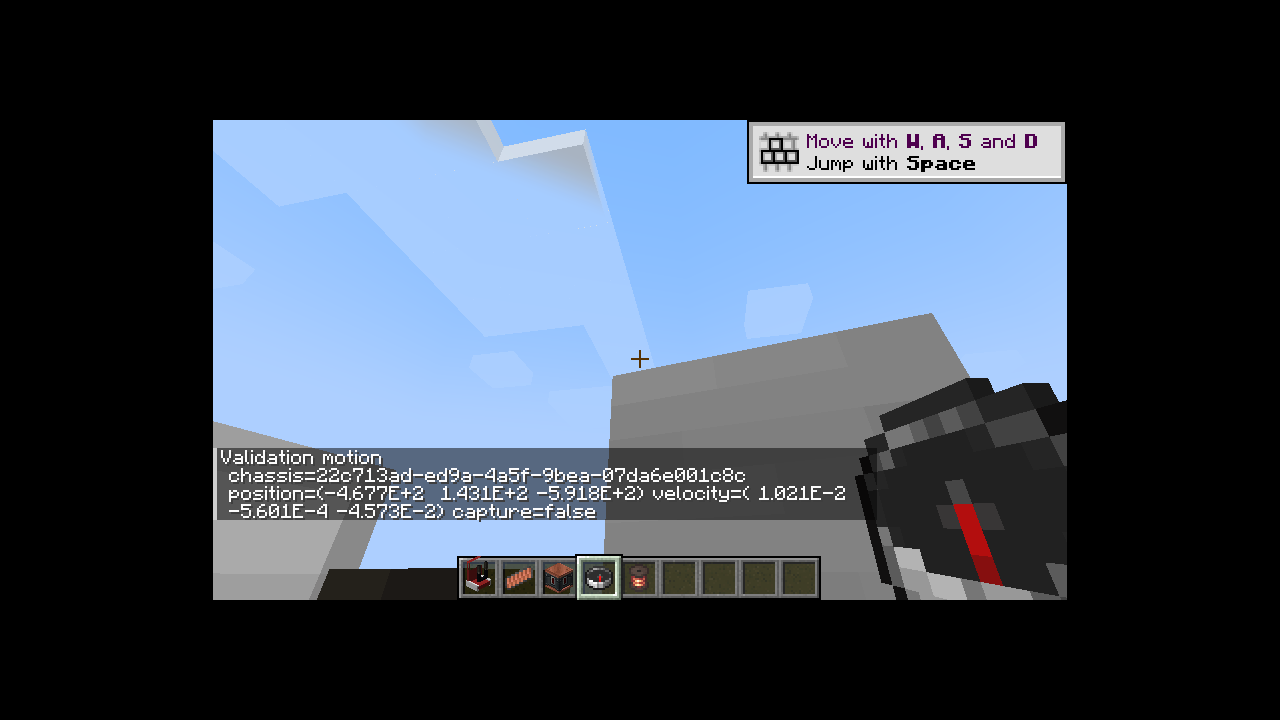 Move with W, A, S and D
Jump with Space
Validation motion
chassis=22c713ad-ed9a-4a5f-9bea-07da6e001c8c
position=(-4.677E+2 1.431E+2 -5.918E+2) velocity=( 1.021E-2
-5.601E-4 -4.573E-2) capture=false